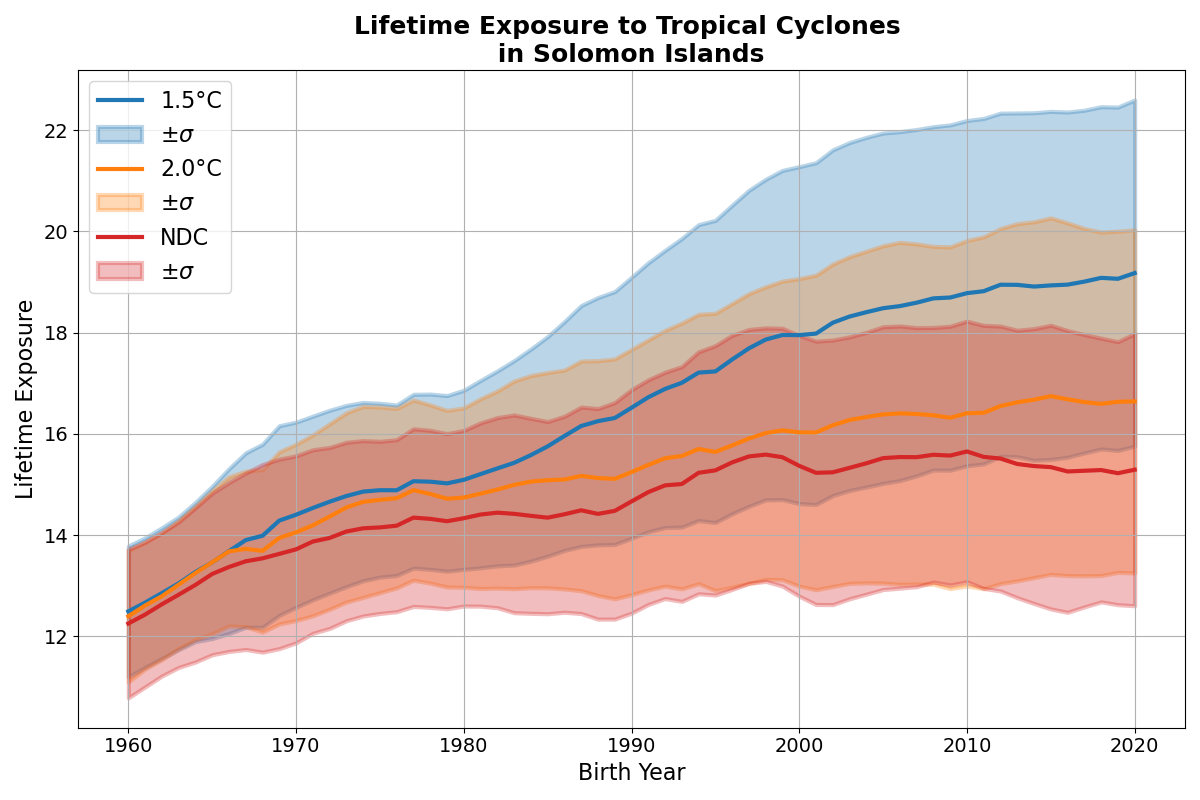 Lifetime Exposure to Tropical Cyclones
in Solomon Islands
1.5°C
±σ
2.0°C
±σ
NDC
±σ
Lifetime Exposure
22
20
18
16
14
12
1960
1970
1980
1990
2000
2010
2020
Birth Year